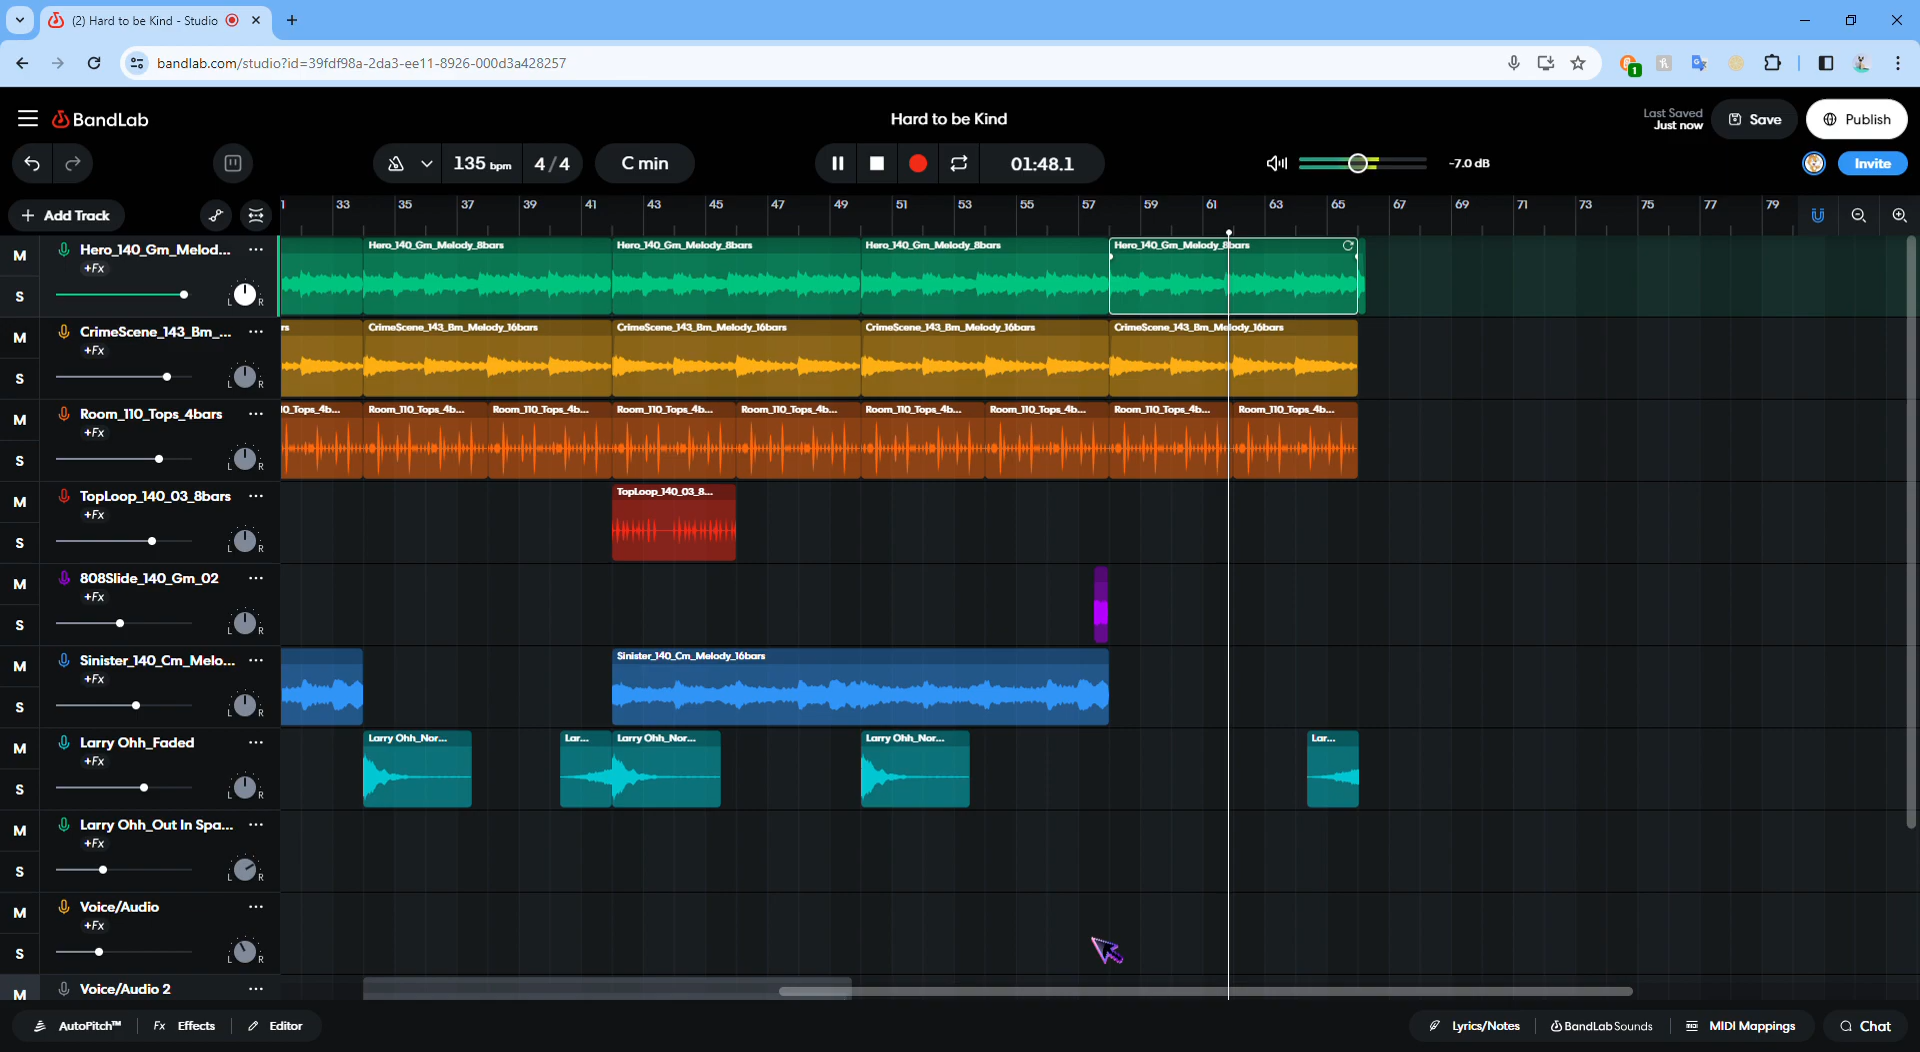 (2) Hard to be Kind - Studio
bandlab.com/studio?id=39fdf98a-2da3-ee11-8926-000d3a428257
1
BandLab
Hard to be Kind
Last Saved
Just now
Save
Publish
135 bpm
4/4
C min
01:48.1
-7.0 dB
Invite
Add Track
33 35 37 39 41 43 45 47 49 51 53 55 57 59 61 63 65 67 69 71 73 75 77 79
M
S
Hero_140_Gm_Melod...
+Fx
L R
Hero_140_Gm_Melody_8bars
Hero_140_Gm_Melody_8bars
Hero_140_Gm_Melody_8bars
Hero_140_Gm_Melody_8bars
M
S
CrimeScene_143_Bm_...
+Fx
L R
rs
CrimeScene_143_Bm_Melody_16bars
CrimeScene_143_Bm_Melody_16bars
CrimeScene_143_Bm_Melody_16bars
CrimeScene_143_Bm_Melody_16bars
M
S
Room_110_Tops_4bars
+Fx
L R
10_Tops_4b...
Room_110_Tops_4b...
Room_110_Tops_4b...
Room_110_Tops_4b...
Room_110_Tops_4b...
Room_110_Tops_4b...
Room_110_Tops_4b...
Room_110_Tops_4b...
Room_110_Tops_4b...
M
S
TopLoop_140_03_8bars
+Fx
L R
TopLoop_140_03_8...
M
S
808Slide_140_Gm_02
+Fx
L R
M
S
Sinister_140_Cm_Melo...
+Fx
L R
Sinister_140_Cm_Melody_16bars
M
S
Larry Ohh_Faded
+Fx
L R
Larry Ohh_Nor...
Lar...
Larry Ohh_Nor...
Larry Ohh_Nor...
Lar...
M
S
Larry Ohh_Out In Spa...
+Fx
L R
M
S
Voice/Audio
+Fx
L R
M
Voice/Audio 2
AutoPitch™
Fx Effects
Editor
Lyrics/Notes
BandLab Sounds
MIDI Mappings
Chat